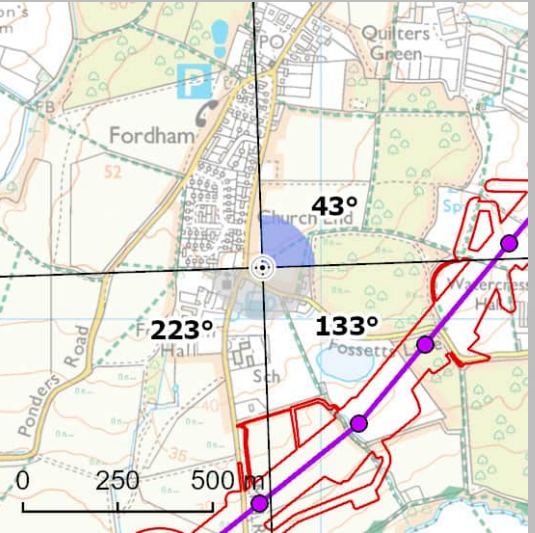 PO
Quilters
Green
P
FB
Fordham
52
43°
Church End
Sp
Watercress
Hall
223°
133°
Hall
Fossetts
Ponders Road
Sch
40
35
0 250 500 m